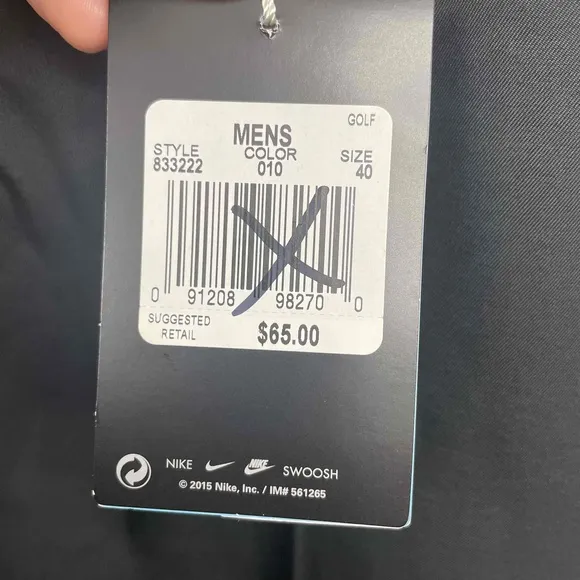 GOLF
MENS
STYLE COLOR SIZE
833222 010 40
0 91208 98270 0
SUGGESTED RETAIL $65.00
NIKE NIKE SWOOSH
© 2015 Nike, Inc. / IM# 561265